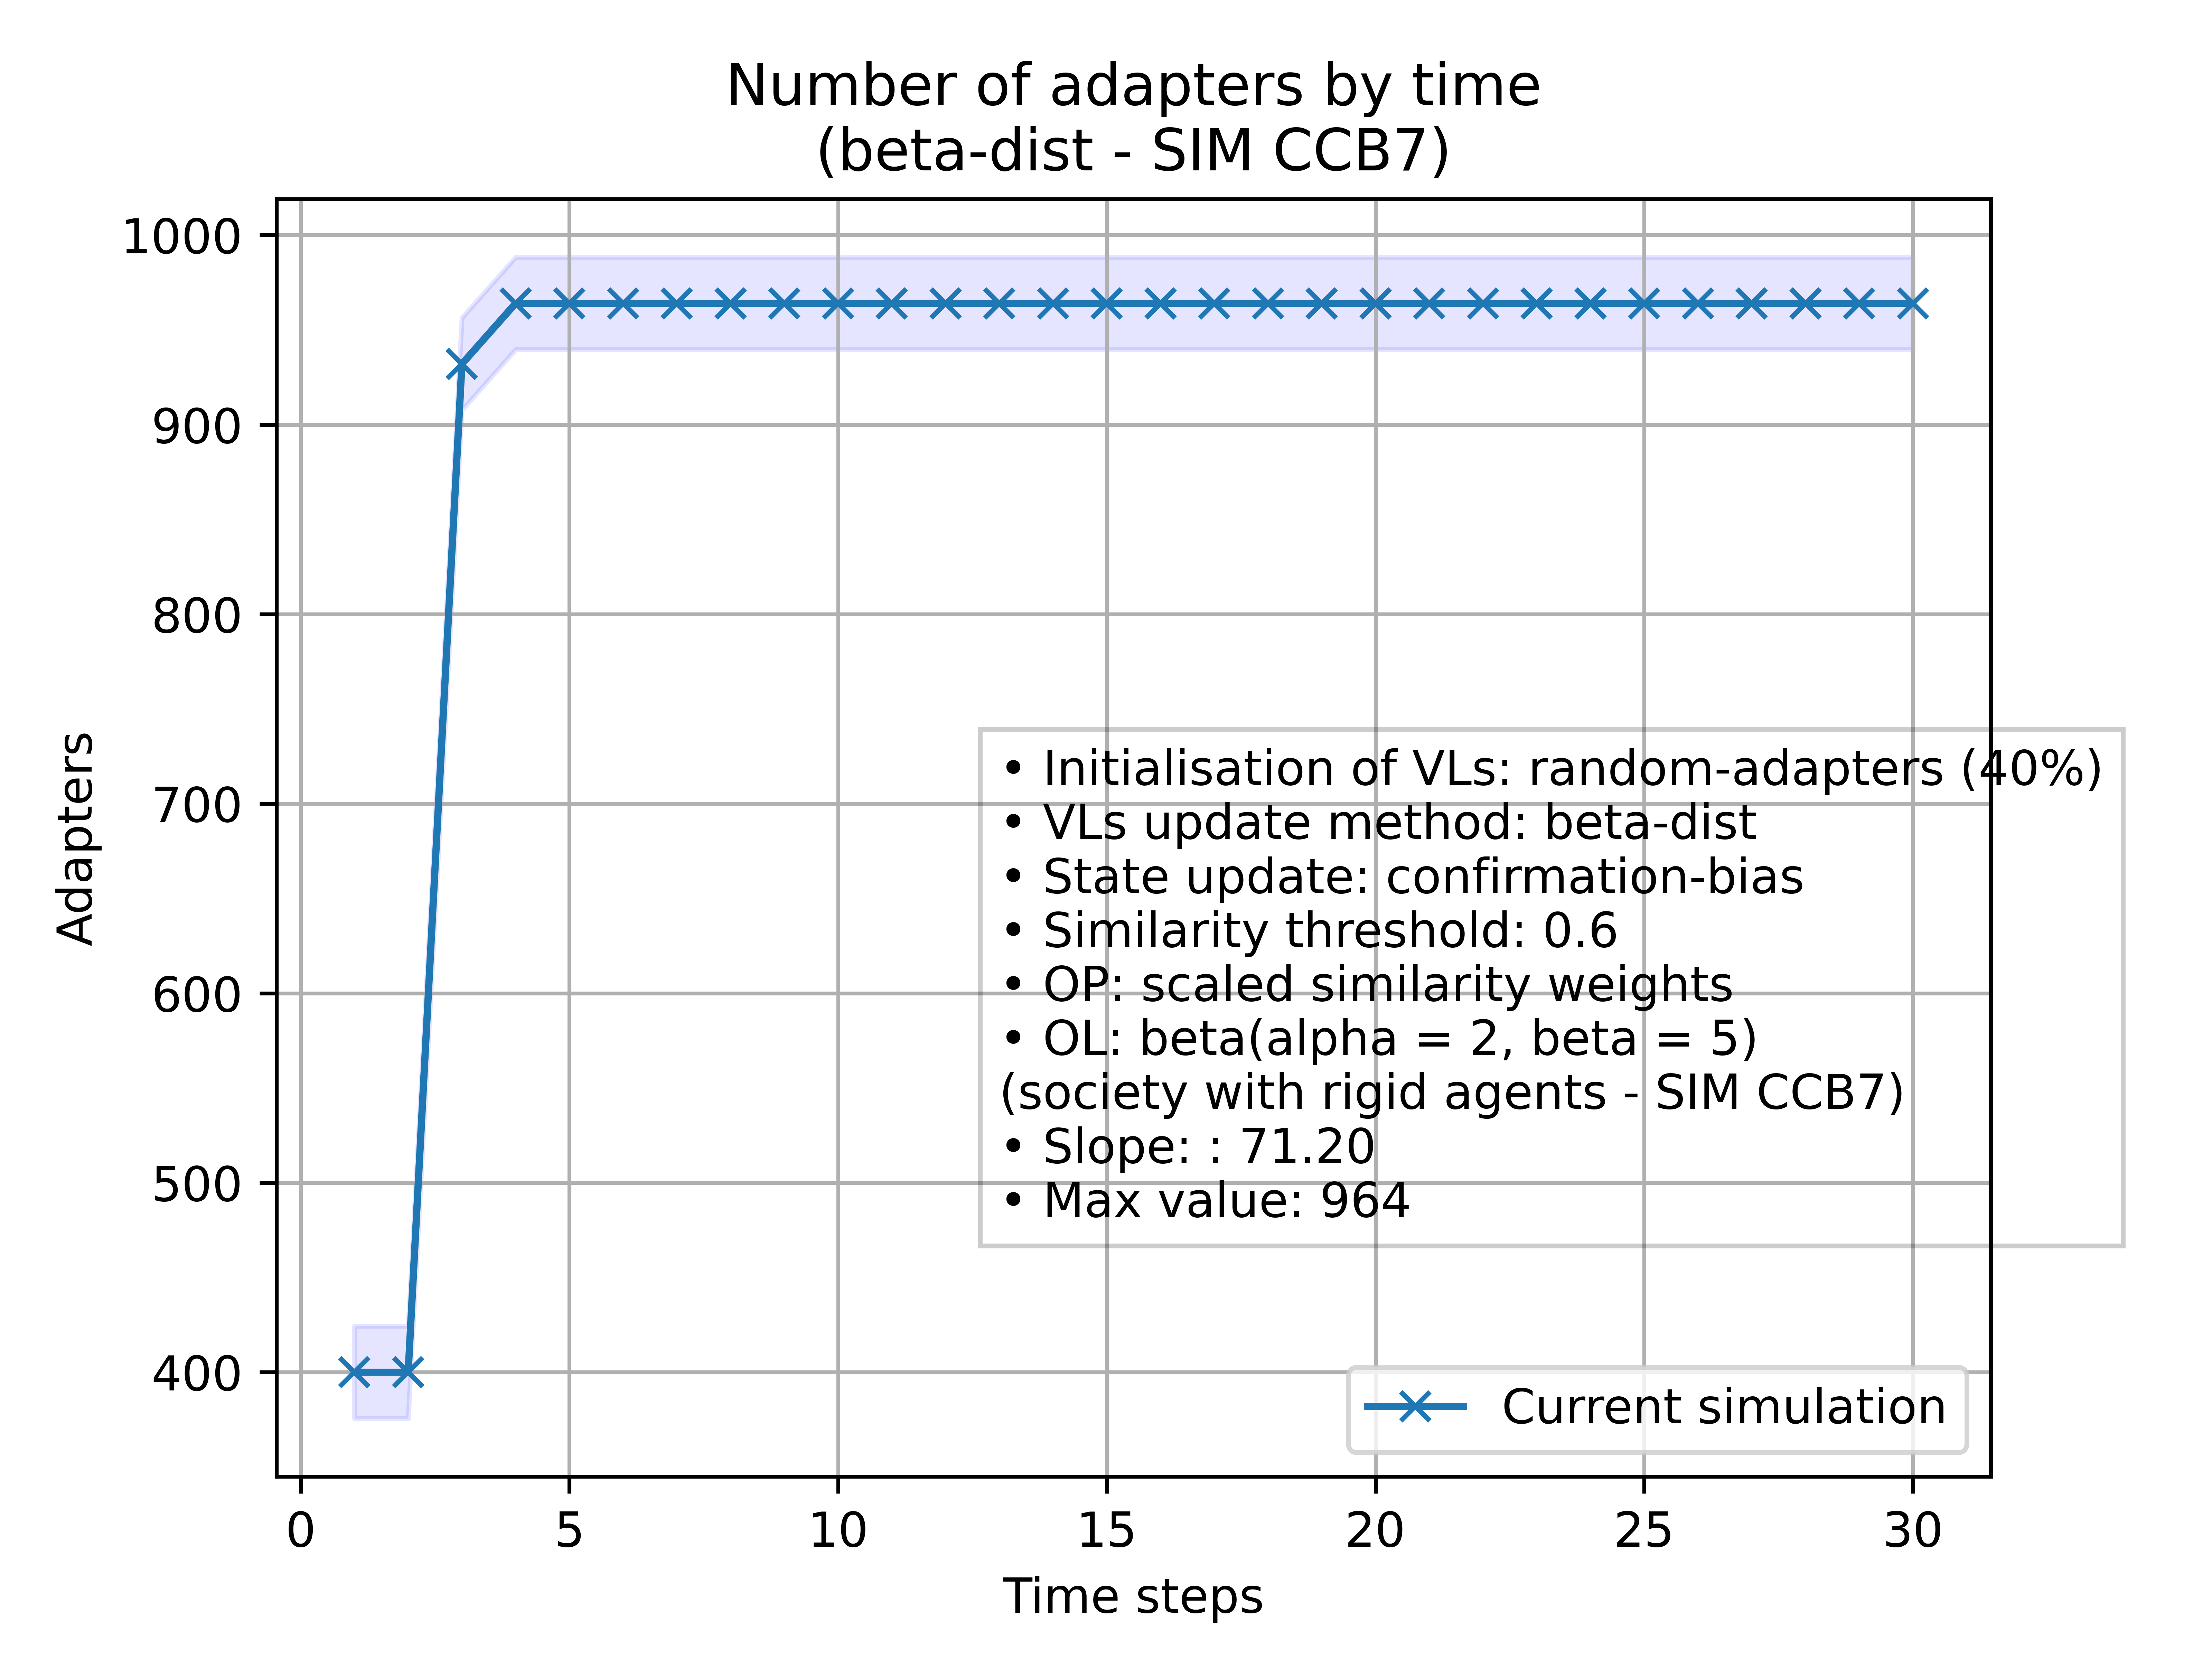 Number of adapters by time
(beta-dist - SIM CCB7)
1000
900
800
700
600
500
400
Adapters
• Initialisation of VLs: random-adapters (40%)
• VLs update method: beta-dist
• State update: confirmation-bias
• Similarity threshold: 0.6
• OP: scaled similarity weights
• OL: beta(alpha = 2, beta = 5)
(society with rigid agents - SIM CCB7)
• Slope: : 71.20
• Max value: 964
Current simulation
0 5 10 15 20 25 30
Time steps